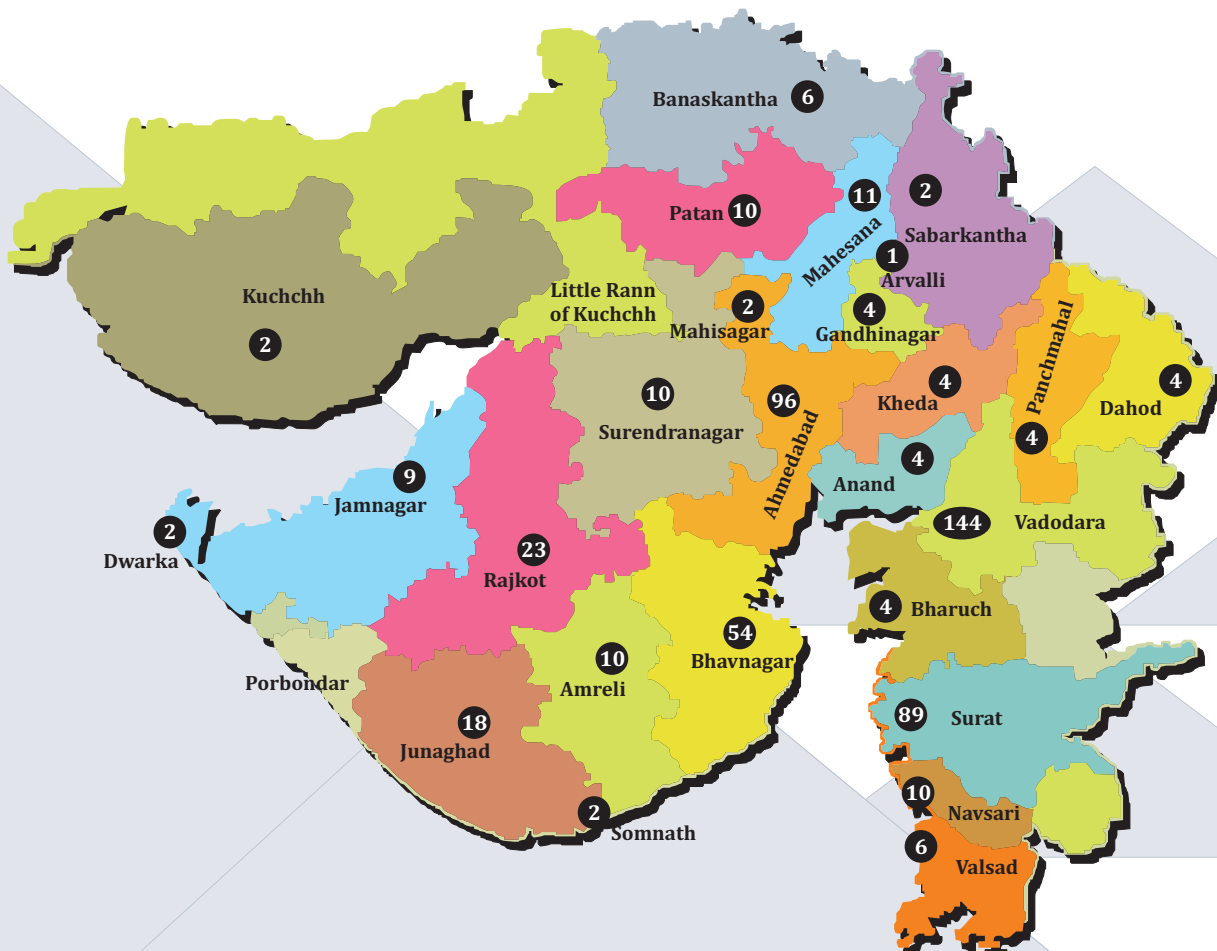 Banaskantha 6
Patan 10
11
Mahesana
2
Sabarkantha
1
Arvalli
Kuchchh
2
Little Rann
of Kuchchh
2
Mahisagar
4
Gandhinagar
Panchmahal
4
4
Dahod
10
Surendranagar
96
Ahmedabad
4
Kheda
4
Anand
9
Jamnagar
2
Dwarka
144
Vadodara
23
Rajkot
4 Bharuch
54
Bhavnagar
10
Amreli
Porbondar
18
Junaghad
89 Surat
2
Somnath
10
Navsari
6
Valsad